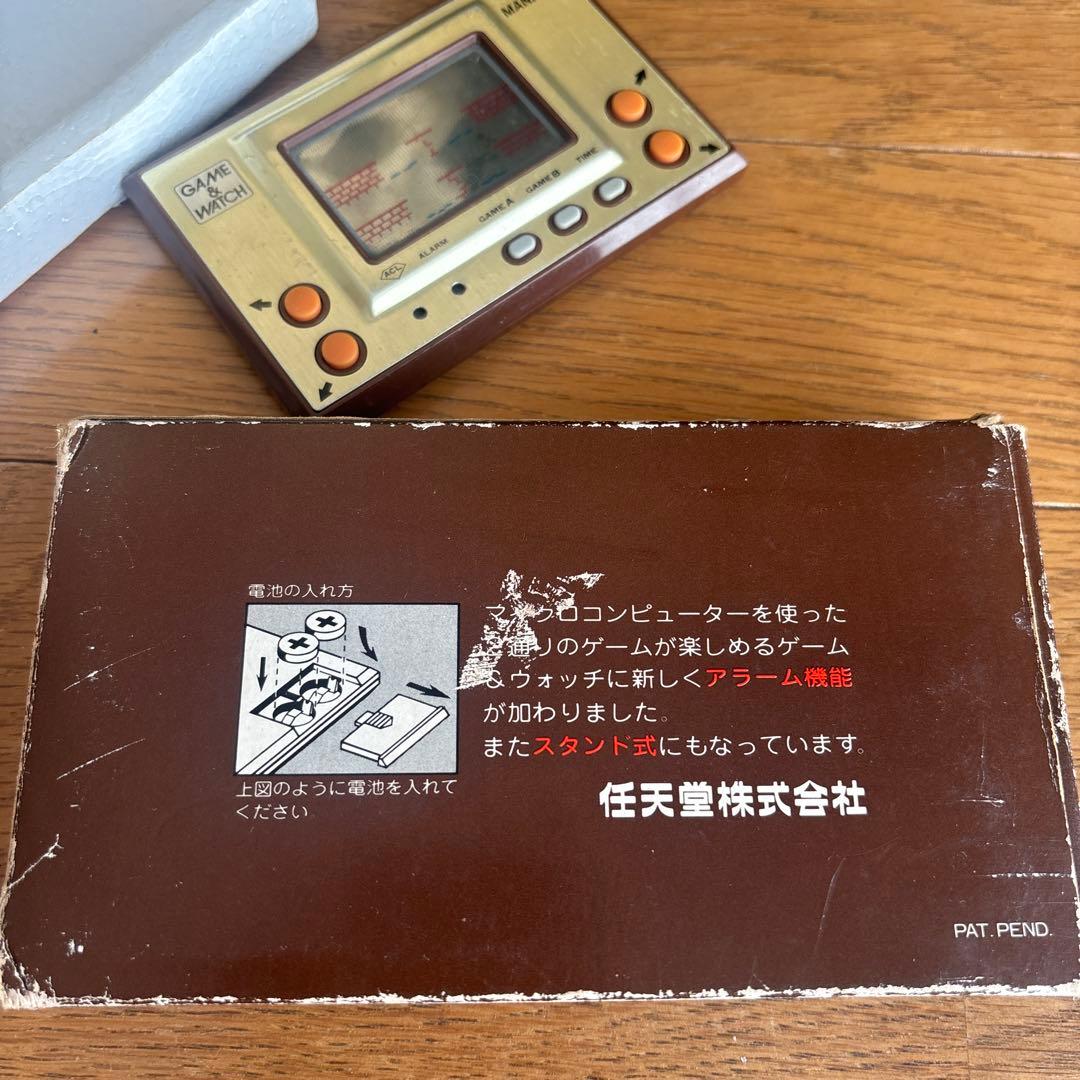 GAME
&
WATCH
ACL
ALARM
GAME A
GAME B
TIME
電池の入れ方
上図のように電池を入れて
ください
マイクロコンピューターを使った
通りのゲームが楽しめるゲーム
&ウォッチに新しくアラーム機能
が加わりました。
またスタンド式にもなっています。
任天堂株式会社
PAT. PEND.